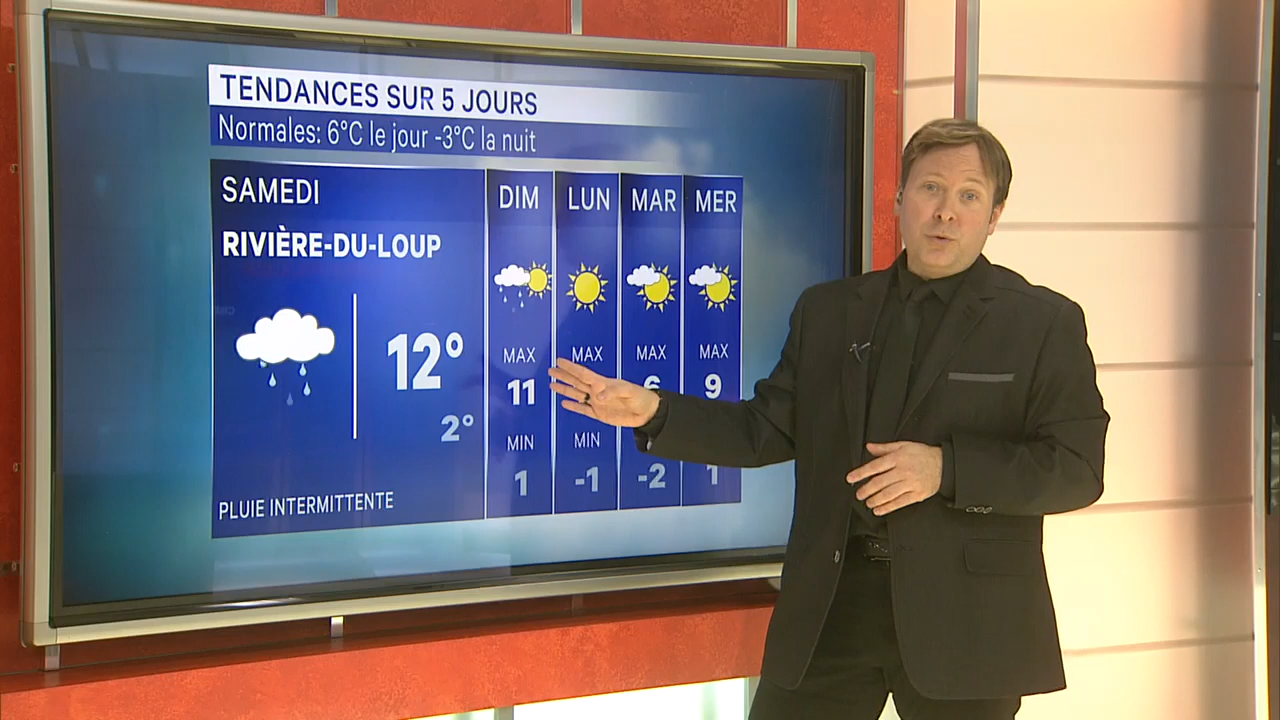 TENDANCES SUR 5 JOURS
Normales: 6°C le jour -3°C la nuit
SAMEDI
RIVIÈRE-DU-LOUP
12°
2°
PLUIE INTERMITTENTE
DIM
MAX
11
MIN
1
LUN
MAX
MIN
-1
MAR
MAX
6
-2
MER
MAX
9
1